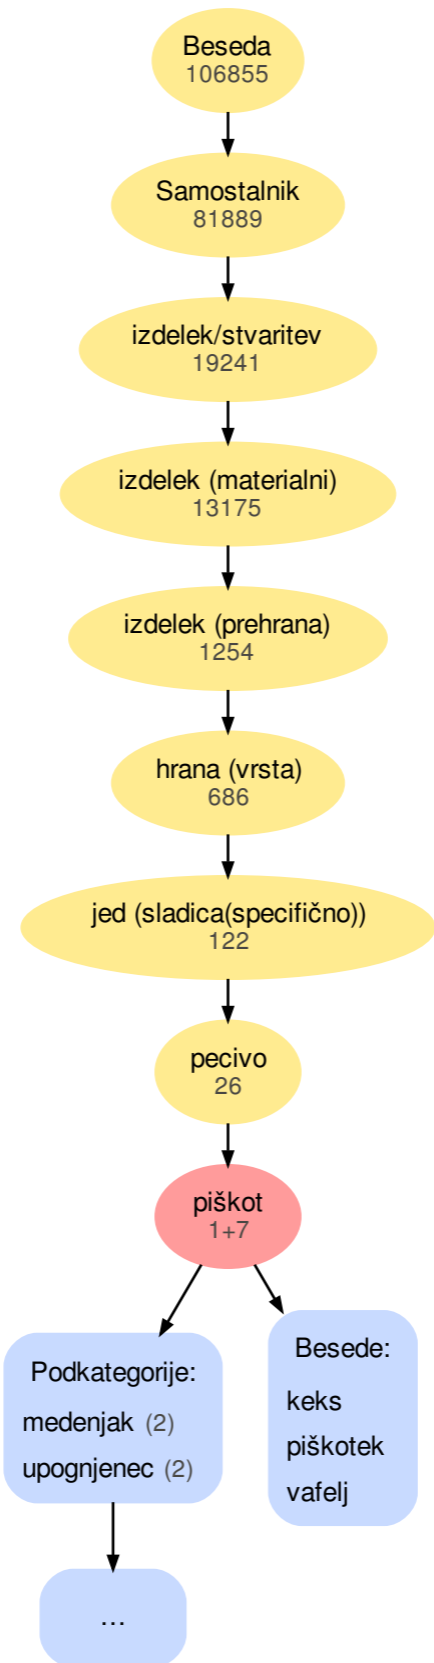 Beseda
106855
Samostalnik
81889
izdelek/stvaritev
19241
izdelek (materialni)
13175
izdelek (prehrana)
1254
hrana (vrsta)
686
jed (sladica(specifično))
122
pecivo
26
piškot
1+7
Podkategorije:
medenjak (2)
upognjenec (2)
Besede:
keks
piškotek
vafelj
...